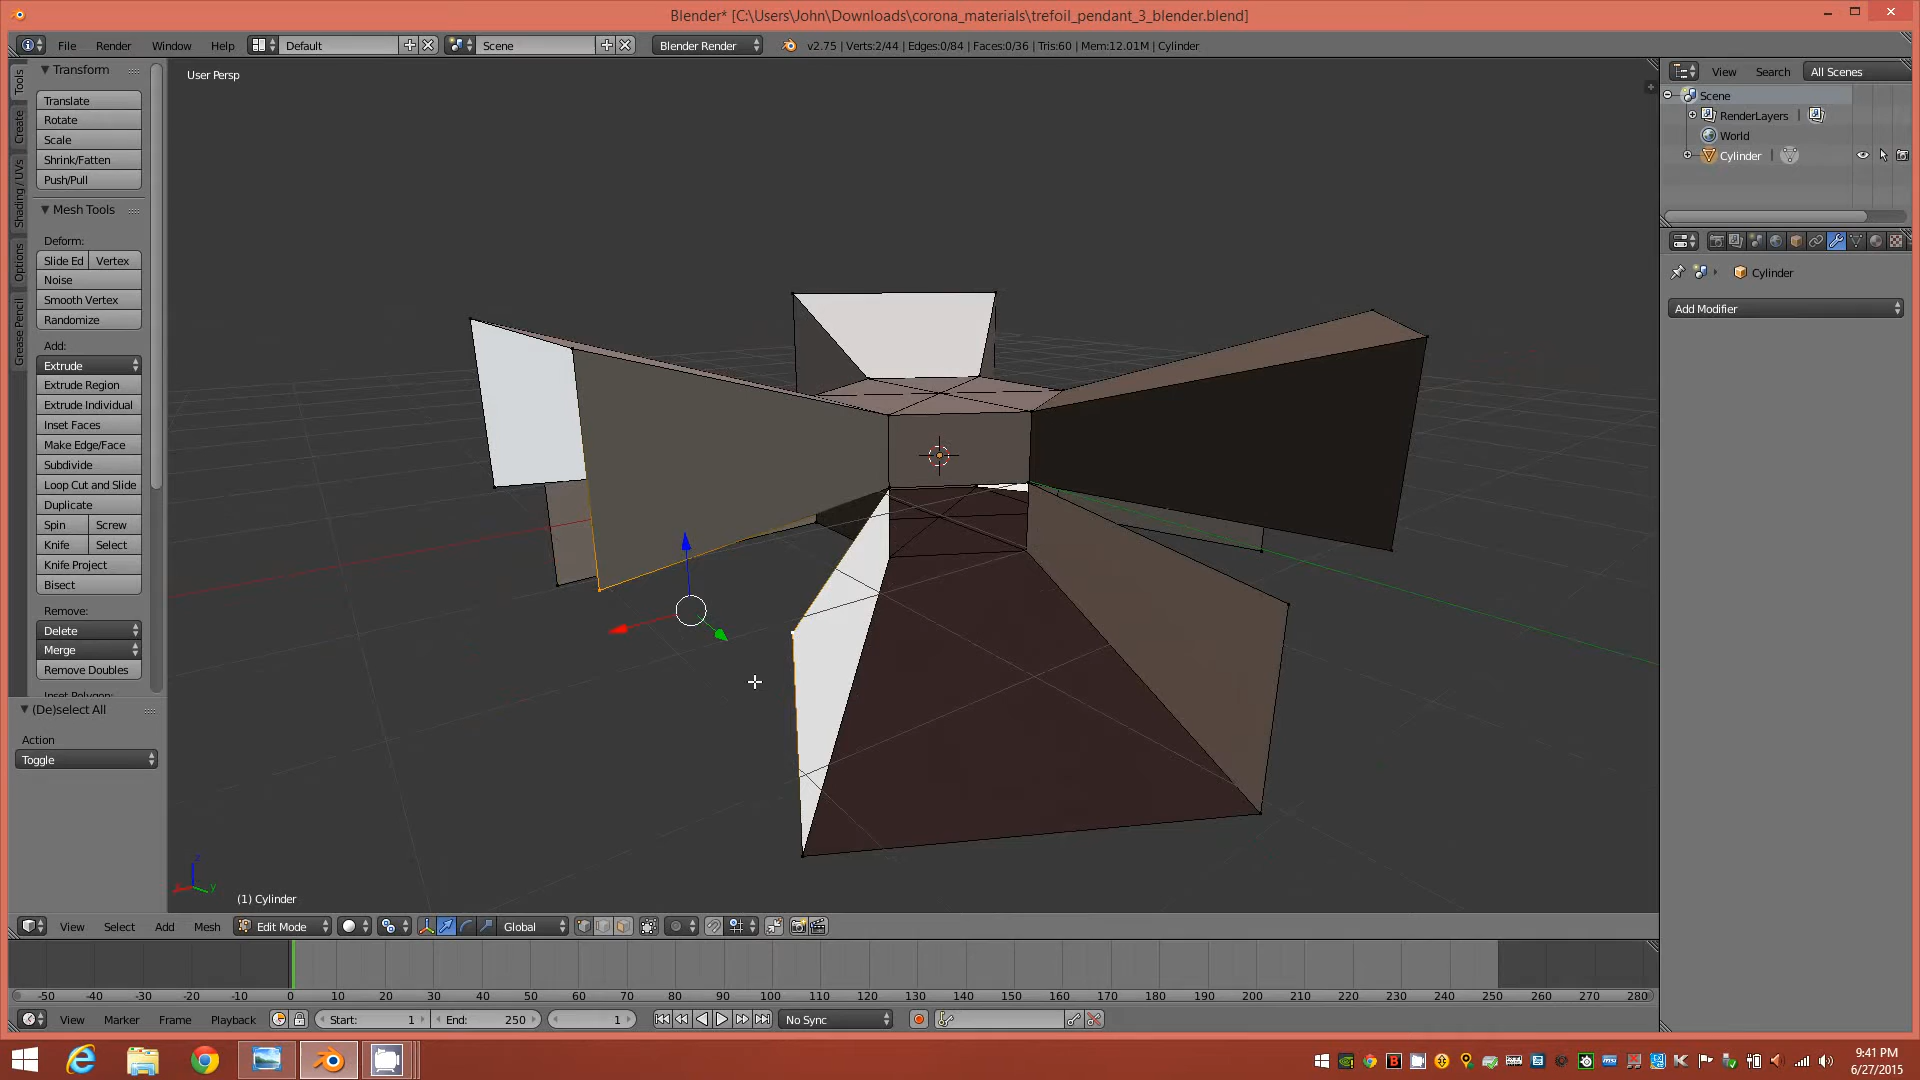 Blender* [C:\Users\John\Downloads\corona_materials\trefoil_pendant_3_blender.blend]
File Render Window Help Default Scene Blender Render v2.75 | Verts:2/44 | Edges:0/84 | Faces:0/36 | Tris:60 | Mem:12.01M | Cylinder
Tools
Create
Shading / UVs
Options
Grease Pencil
Transform
Translate
Rotate
Scale
Shrink/Fatten
Push/Pull
Mesh Tools
Deform:
Slide Ed Vertex
Noise
Smooth Vertex
Randomize
Add:
Extrude
Extrude Region
Extrude Individual
Inset Faces
Make Edge/Face
Subdivide
Loop Cut and Slide
Duplicate
Spin Screw
Knife Select
Knife Project
Bisect
Remove:
Delete
Merge
Remove Doubles
Inset Polygon:
(De)select All
Action
Toggle
User Persp
z
x
y
(1) Cylinder
View Search All Scenes
Scene
RenderLayers
World
Cylinder
Cylinder
Add Modifier
View Select Add Mesh Edit Mode Global
-50 -40 -30 -20 -10 0 10 20 30 40 50 60 70 80 90 100 110 120 130 140 150 160 170 180 190 200 210 220 230 240 250 260 270 280
View Marker Frame Playback Start: 1 End: 250 1 No Sync
9:41 PM
6/27/2015